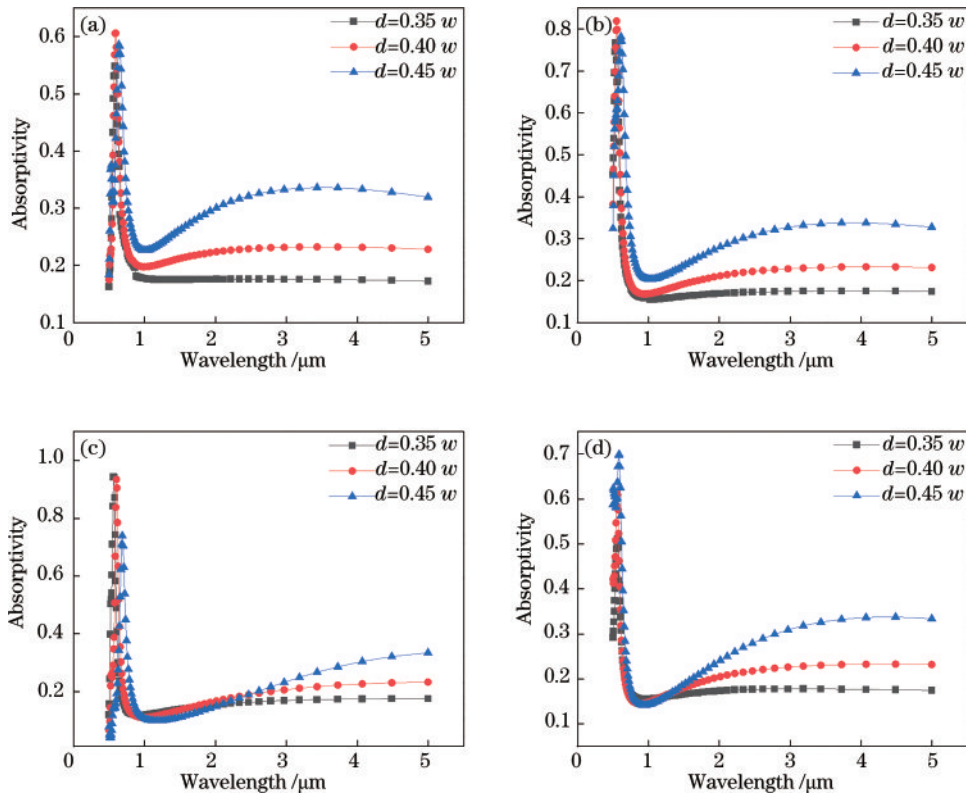 (a)
d=0.35 w
d=0.40 w
d=0.45 w
0.6
0.5
0.4
0.3
0.2
0.1
Absorptivity
0 1 2 3 4 5
Wavelength /μm
(b)
d=0.35 w
d=0.40 w
d=0.45 w
0.8
0.7
0.6
0.5
0.4
0.3
0.2
0.1
Absorptivity
0 1 2 3 4 5
Wavelength /μm
(c)
d=0.35 w
d=0.40 w
d=0.45 w
1.0
0.8
0.6
0.4
0.2
Absorptivity
0 1 2 3 4 5
Wavelength /μm
(d)
d=0.35 w
d=0.40 w
d=0.45 w
0.7
0.6
0.5
0.4
0.3
0.2
0.1
Absorptivity
0 1 2 3 4 5
Wavelength /μm